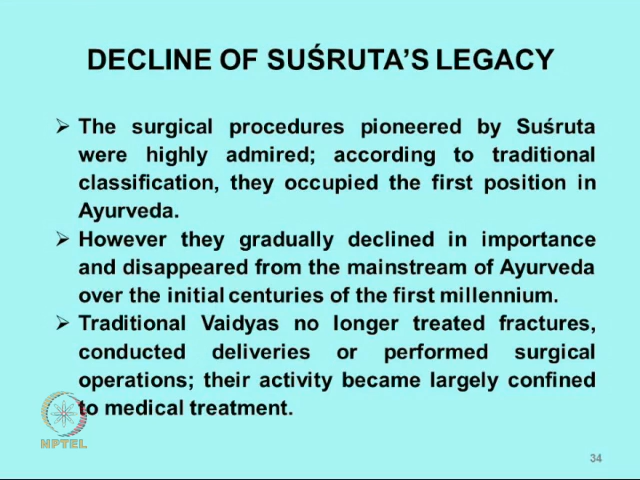 DECLINE OF SUŚRUTA'S LEGACY
➢ The surgical procedures pioneered by Suśruta
were highly admired; according to traditional
classification, they occupied the first position in
Ayurveda.
➢ However they gradually declined in importance
and disappeared from the mainstream of Ayurveda
over the initial centuries of the first millennium.
➢ Traditional Vaidyas no longer treated fractures,
conducted deliveries or performed surgical
operations; their activity became largely confined
to medical treatment.
NPTEL
34